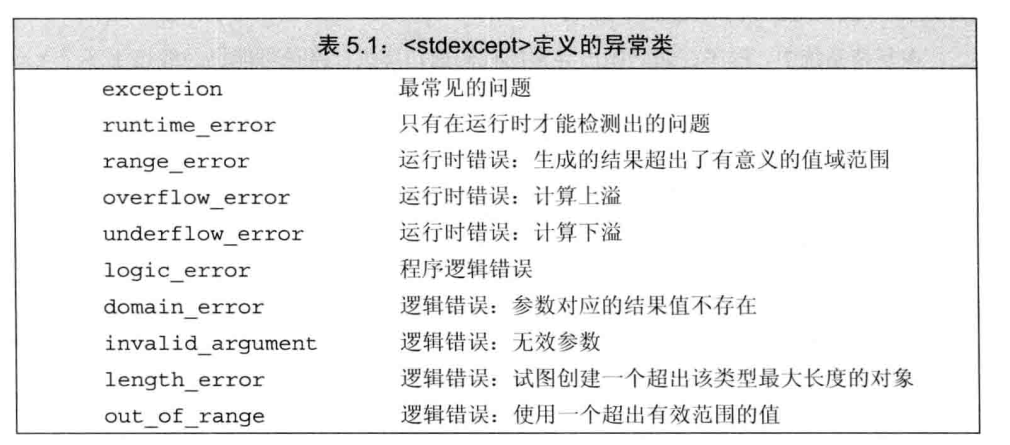 表 5.1：<stdexcept>定义的异常类
exception 最常见的问题
runtime_error 只有在运行时才能检测出的问题
range_error 运行时错误：生成的结果超出了有意义的值域范围
overflow_error 运行时错误：计算上溢
underflow_error 运行时错误：计算下溢
logic_error 程序逻辑错误
domain_error 逻辑错误：参数对应的结果值不存在
invalid_argument 逻辑错误：无效参数
length_error 逻辑错误：试图创建一个超出该类型最大长度的对象
out_of_range 逻辑错误：使用一个超出有效范围的值